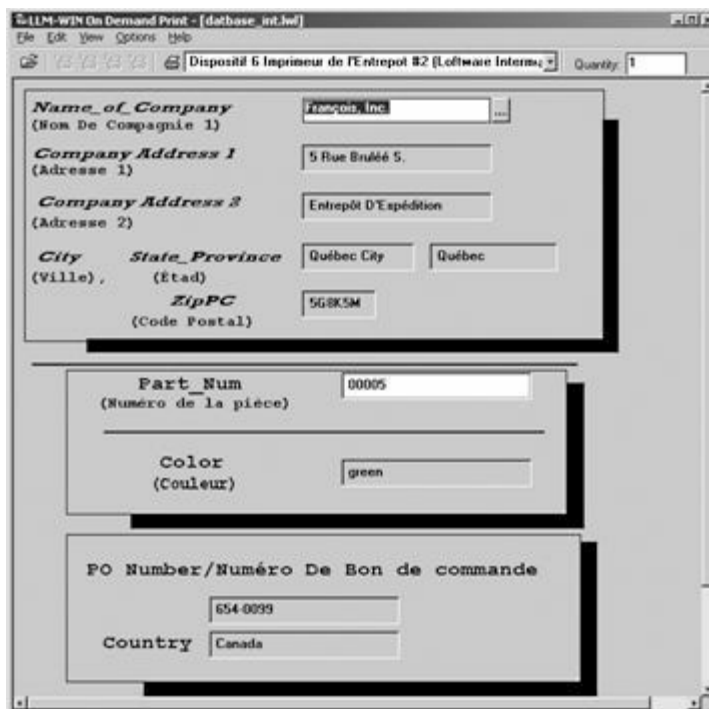 LLM-WIN On Demand Print - [datbase_int.lwl]
File Edit View Options Help
Dispositif 6 Imprimeur de l'Entrepot #2 (Loftware Interna Quantity: 1
Name_of_Company François, Inc. ...
(Nom De Compagnie 1)
Company Address 1 5 Rue Bruléé S.
(Adresse 1)
Company Address 2 Entrepôt D'Expédition
(Adresse 2)
City State_Province Québec City Québec
(Ville), (Étad)
ZipPC 5G8K5M
(Code Postal)
Part_Num 00005
(Numéro de la pièce)
Color green
(Couleur)
PO Number/Numéro De Bon de commande
654-0099
Country Canada